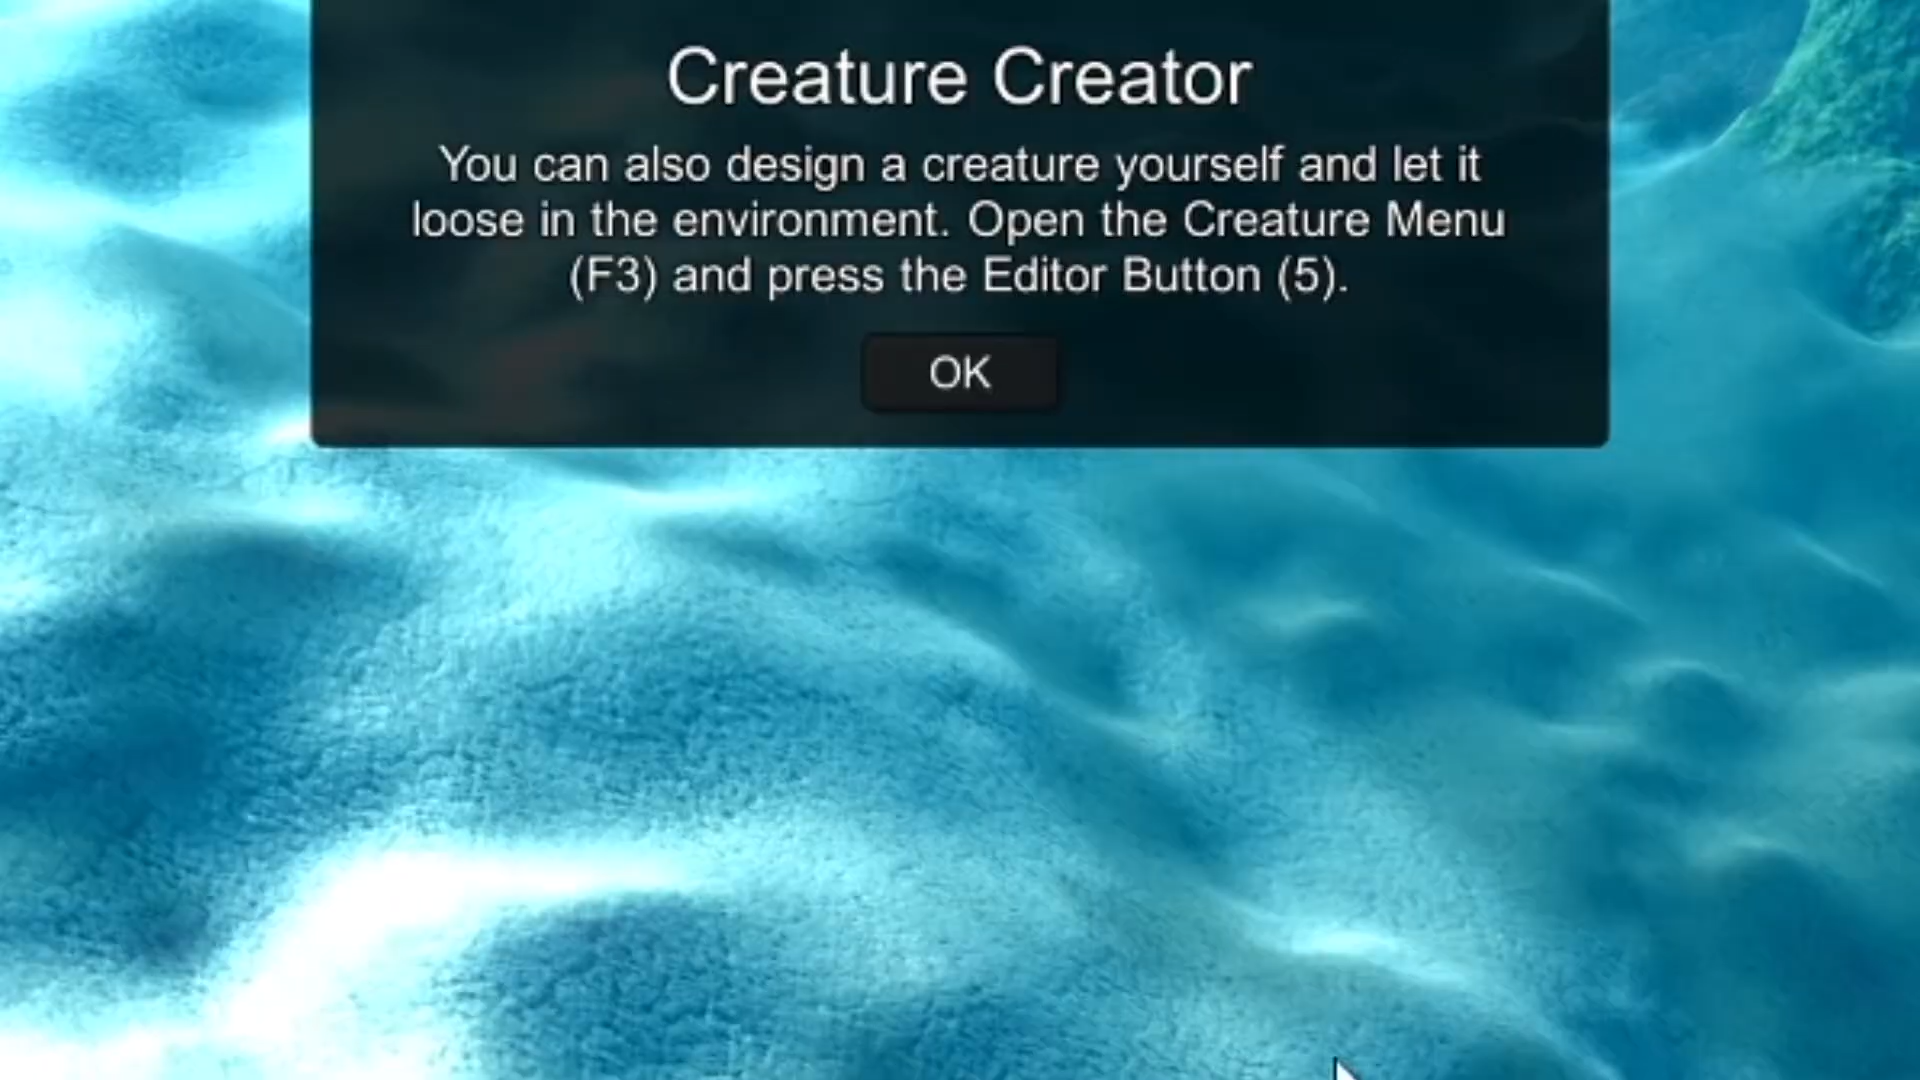 Creature Creator
You can also design a creature yourself and let it
loose in the environment. Open the Creature Menu
(F3) and press the Editor Button (5).
OK